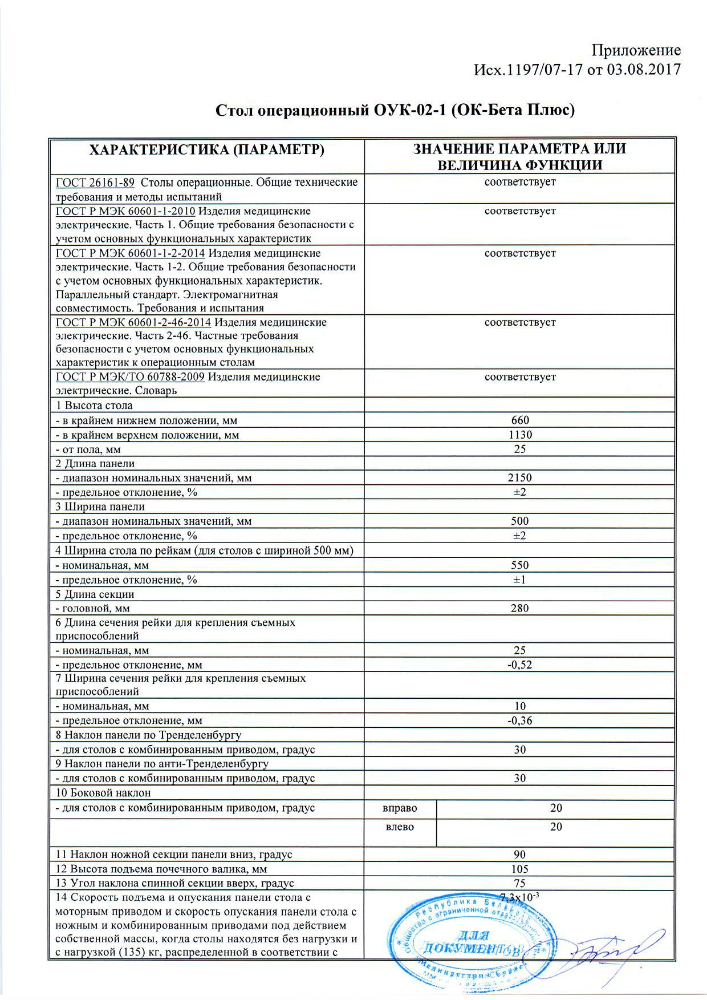 Приложение
Исх.1197/07-17 от 03.08.2017
Стол операционный ОУК-02-1 (ОК-Бета Плюс)
ХАРАКТЕРИСТИКА (ПАРАМЕТР)
ЗНАЧЕНИЕ ПАРАМЕТРА ИЛИ
ВЕЛИЧИНА ФУНКЦИИ
ГОСТ 26161-89 Столы операционные. Общие технические соответствует
требования и методы испытаний
ГОСТ Р МЭК 60601-1-2010 Изделия медицинские соответствует
электрические. Часть 1. Общие требования безопасности с
учетом основных функциональных характеристик
ГОСТ Р МЭК 60601-1-2-2014 Изделия медицинские соответствует
электрические. Часть 1-2. Общие требования безопасности
с учетом основных функциональных характеристик.
Параллельный стандарт. Электромагнитная
совместимость. Требования и испытания
ГОСТ Р МЭК 60601-2-46-2014 Изделия медицинские соответствует
электрические. Часть 2-46. Частные требования
безопасности с учетом основных функциональных
характеристик к операционным столам
ГОСТ Р МЭК/ТО 60788-2009 Изделия медицинские соответствует
электрические. Словарь
1 Высота стола
- в крайнем нижнем положении, мм 660
- в крайнем верхнем положении, мм 1130
- от пола, мм 25
2 Длина панели
- диапазон номинальных значений, мм 2150
- предельное отклонение, % ±2
3 Ширина панели
- диапазон номинальных значений, мм 500
- предельное отклонение, % ±2
4 Ширина стола по рейкам (для столов с шириной 500 мм)
- номинальная, мм 550
- предельное отклонение, % ±1
5 Длина секции
- головной, мм 280
6 Длина сечения рейки для крепления съемных
приспособлений
- номинальная, мм 25
- предельное отклонение, мм -0,52
7 Ширина сечения рейки для крепления съемных
приспособлений
- номинальная, мм 10
- предельное отклонение, мм -0,36
8 Наклон панели по Тренделенбургу
- для столов с комбинированным приводом, градус 30
9 Наклон панели по анти-Тренделенбургу
- для столов с комбинированным приводом, градус 30
10 Боковой наклон
- для столов с комбинированным приводом, градус вправо 20
влево 20
11 Наклон ножной секции панели вниз, градус 90
12 Высота подъема почечного валика, мм 105
13 Угол наклона спинной секции вверх, градус 75
14 Скорость подъема и опускания панели стола с 7,3х10⁻³
моторным приводом и скорость опускания панели стола с
ножным и комбинированным приводами под действием
собственной массы, когда столы находятся без нагрузки и
с нагрузкой (135) кг, распределенной в соответствии с
Республика Беларусь
Общество с ограниченной ответственностью
ДЛЯ
ДОКУМЕНТОВ